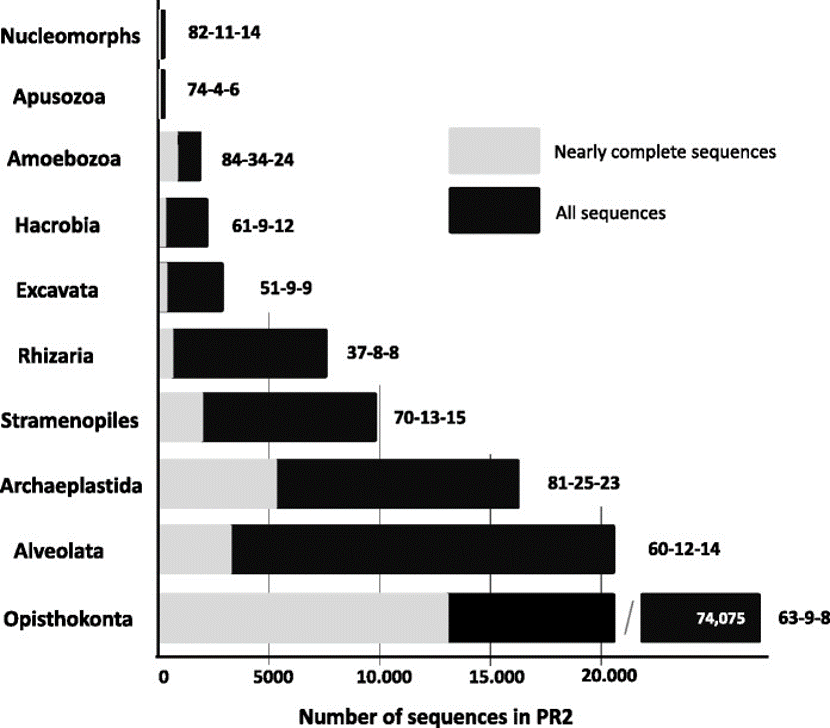 Nucleomorphs 82-11-14
Apusozoa 74-4-6
Amoebozoa 84-34-24
Nearly complete sequences
Hacrobia 61-9-12
All sequences
Excavata 51-9-9
Rhizaria 37-8-8
Stramenopiles 70-13-15
Archaeplastida 81-25-23
Alveolata 60-12-14
Opisthokonta / 74,075 63-9-8
0 5000 10.000 15.000 20.000
Number of sequences in PR2